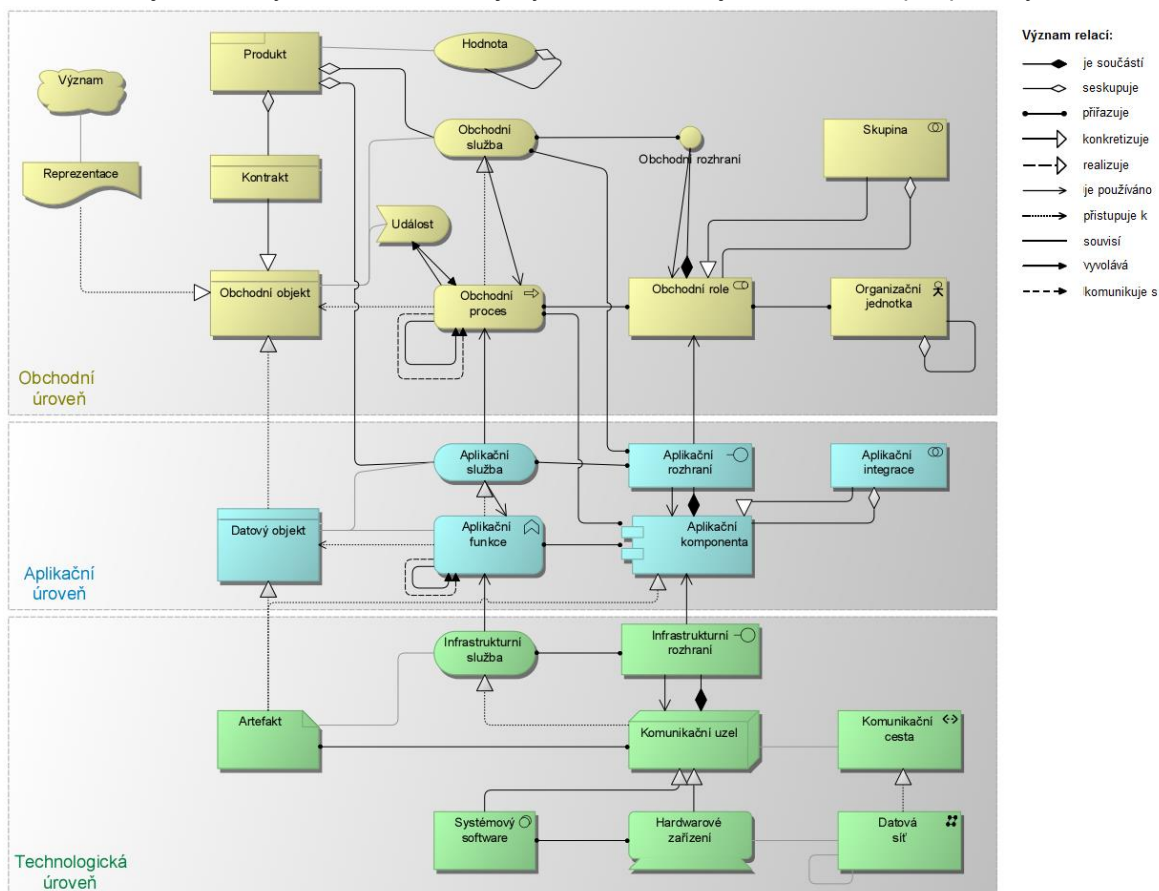 Význam relací:
je součástí
seskupuje
přiřazuje
konkretizuje
realizuje
je používáno
přistupuje k
souvisí
vyvolává
komunikuje s
Produkt
Hodnota
Význam
Obchodní
služba
Obchodní rozhraní
Skupina
Reprezentace
Kontrakt
Událost
Obchodní objekt
Obchodní
proces
Obchodní role
Organizační
jednotka
Obchodní
úroveň
Aplikační
služba
Aplikační
rozhraní
Aplikační
integrace
Datový objekt
Aplikační
funkce
Aplikační
komponenta
Aplikační
úroveň
Infrastrukturní
služba
Infrastrukturní
rozhraní
Artefakt
Komunikační uzel
Komunikační
cesta
Systémový
software
Hardwarové
zařízení
Datová
síť
Technologická
úroveň